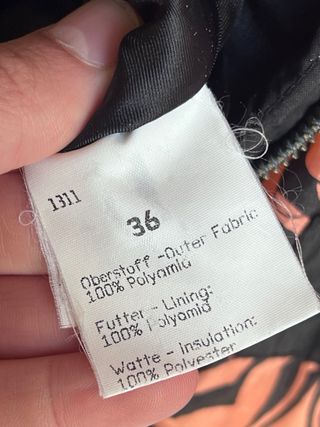 1311
36
Oberstoff -Outer Fabric:
100% Polyamid
Futter - Lining:
100% Polyamid
Watte - Insulation:
100% Polyester